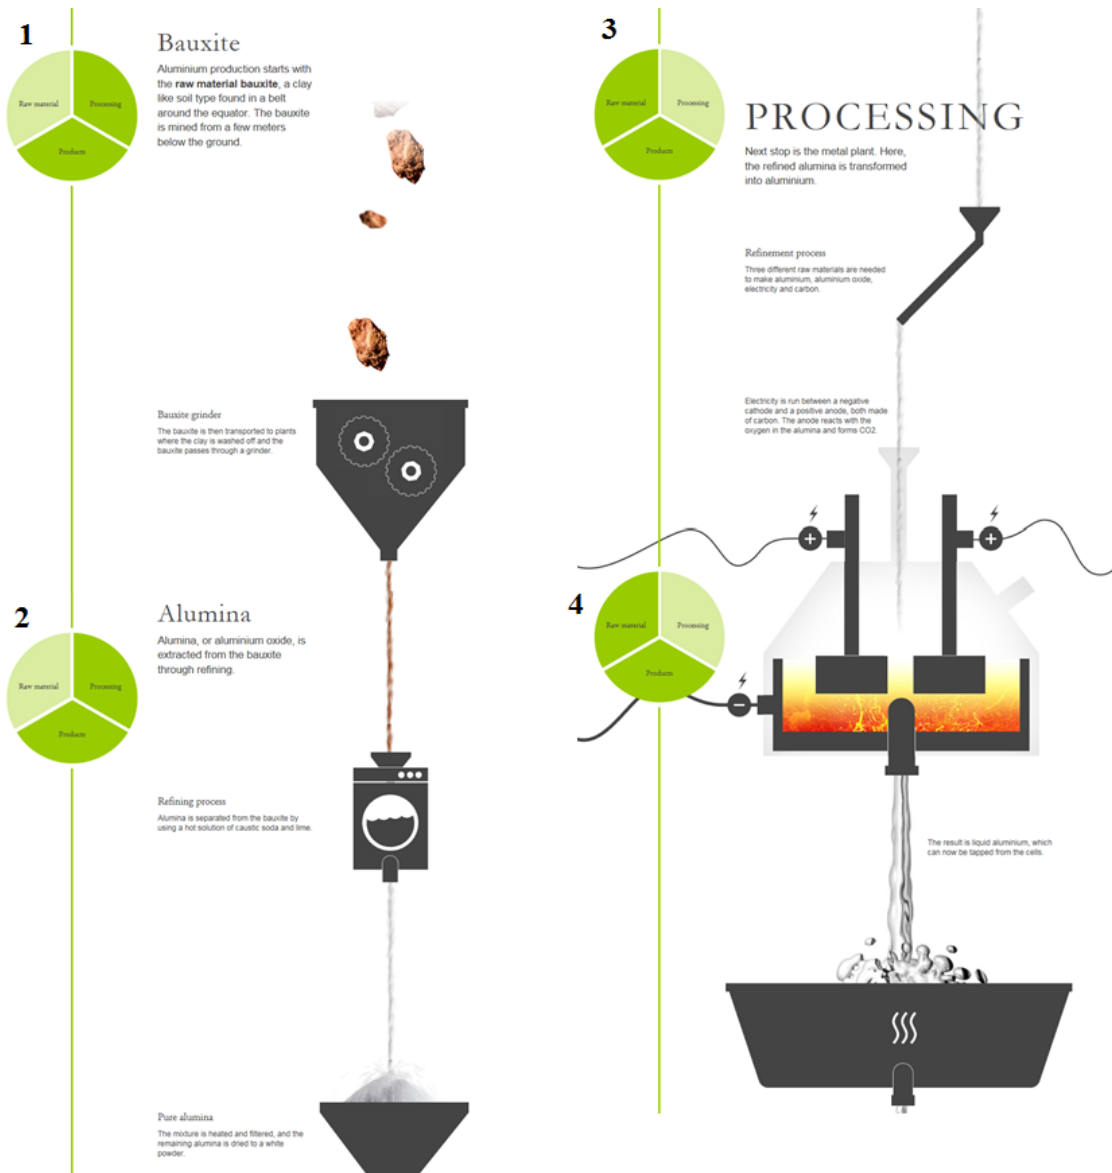 1
Raw material
Processing
Products
Bauxite
Aluminium production starts with
the raw material bauxite, a clay
like soil type found in a belt
around the equator. The bauxite
is mined from a few meters
below the ground.
Bauxite grinder
The bauxite is then transported to plants
where the clay is washed off and the
bauxite passes through a grinder.
2
Raw material
Processing
Products
Alumina
Alumina, or aluminium oxide, is
extracted from the bauxite
through refining.
Refining process
Alumina is separated from the bauxite by
using a hot solution of caustic soda and lime.
Pure alumina
The mixture is heated and filtered, and the
remaining alumina is dried to a white
powder.
3
Raw material
Processing
Products
PROCESSING
Next stop is the metal plant. Here,
the refined alumina is transformed
into aluminium.
Refinement process
Three different raw materials are needed
to make aluminium, aluminium oxide,
electricity and carbon.
Electricity is run between a negative
cathode and a positive anode, both made
of carbon. The anode reacts with the
oxygen in the alumina and forms CO2.
+
+
4
Raw material
Processing
Products
−
The result is liquid aluminium, which
can now be tapped from the cells.